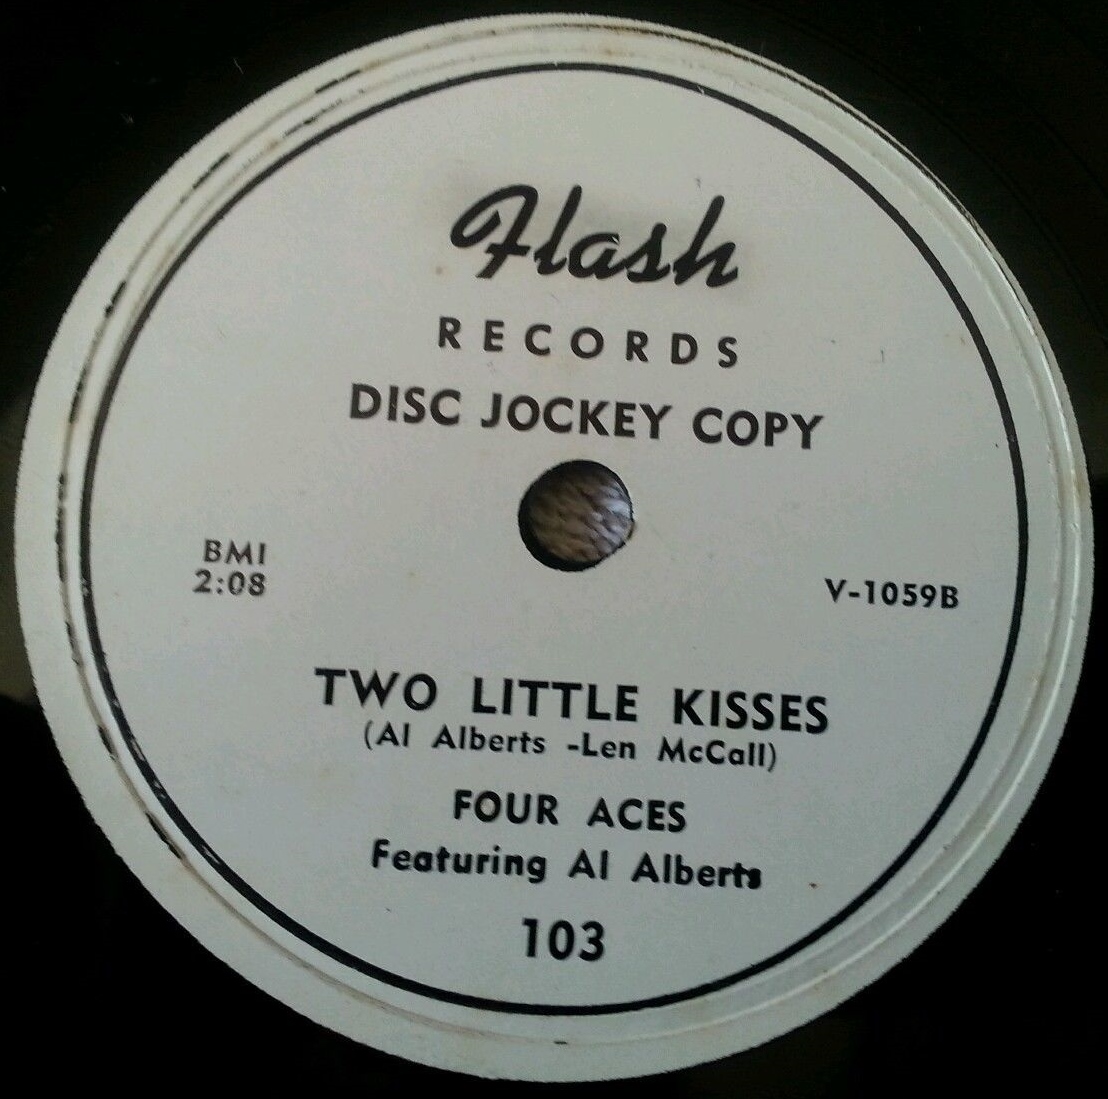 Flash
RECORDS
DISC JOCKEY COPY
BMI
2:08
V-1059B
TWO LITTLE KISSES
(Al Alberts -Len McCall)
FOUR ACES
Featuring Al Alberts
103